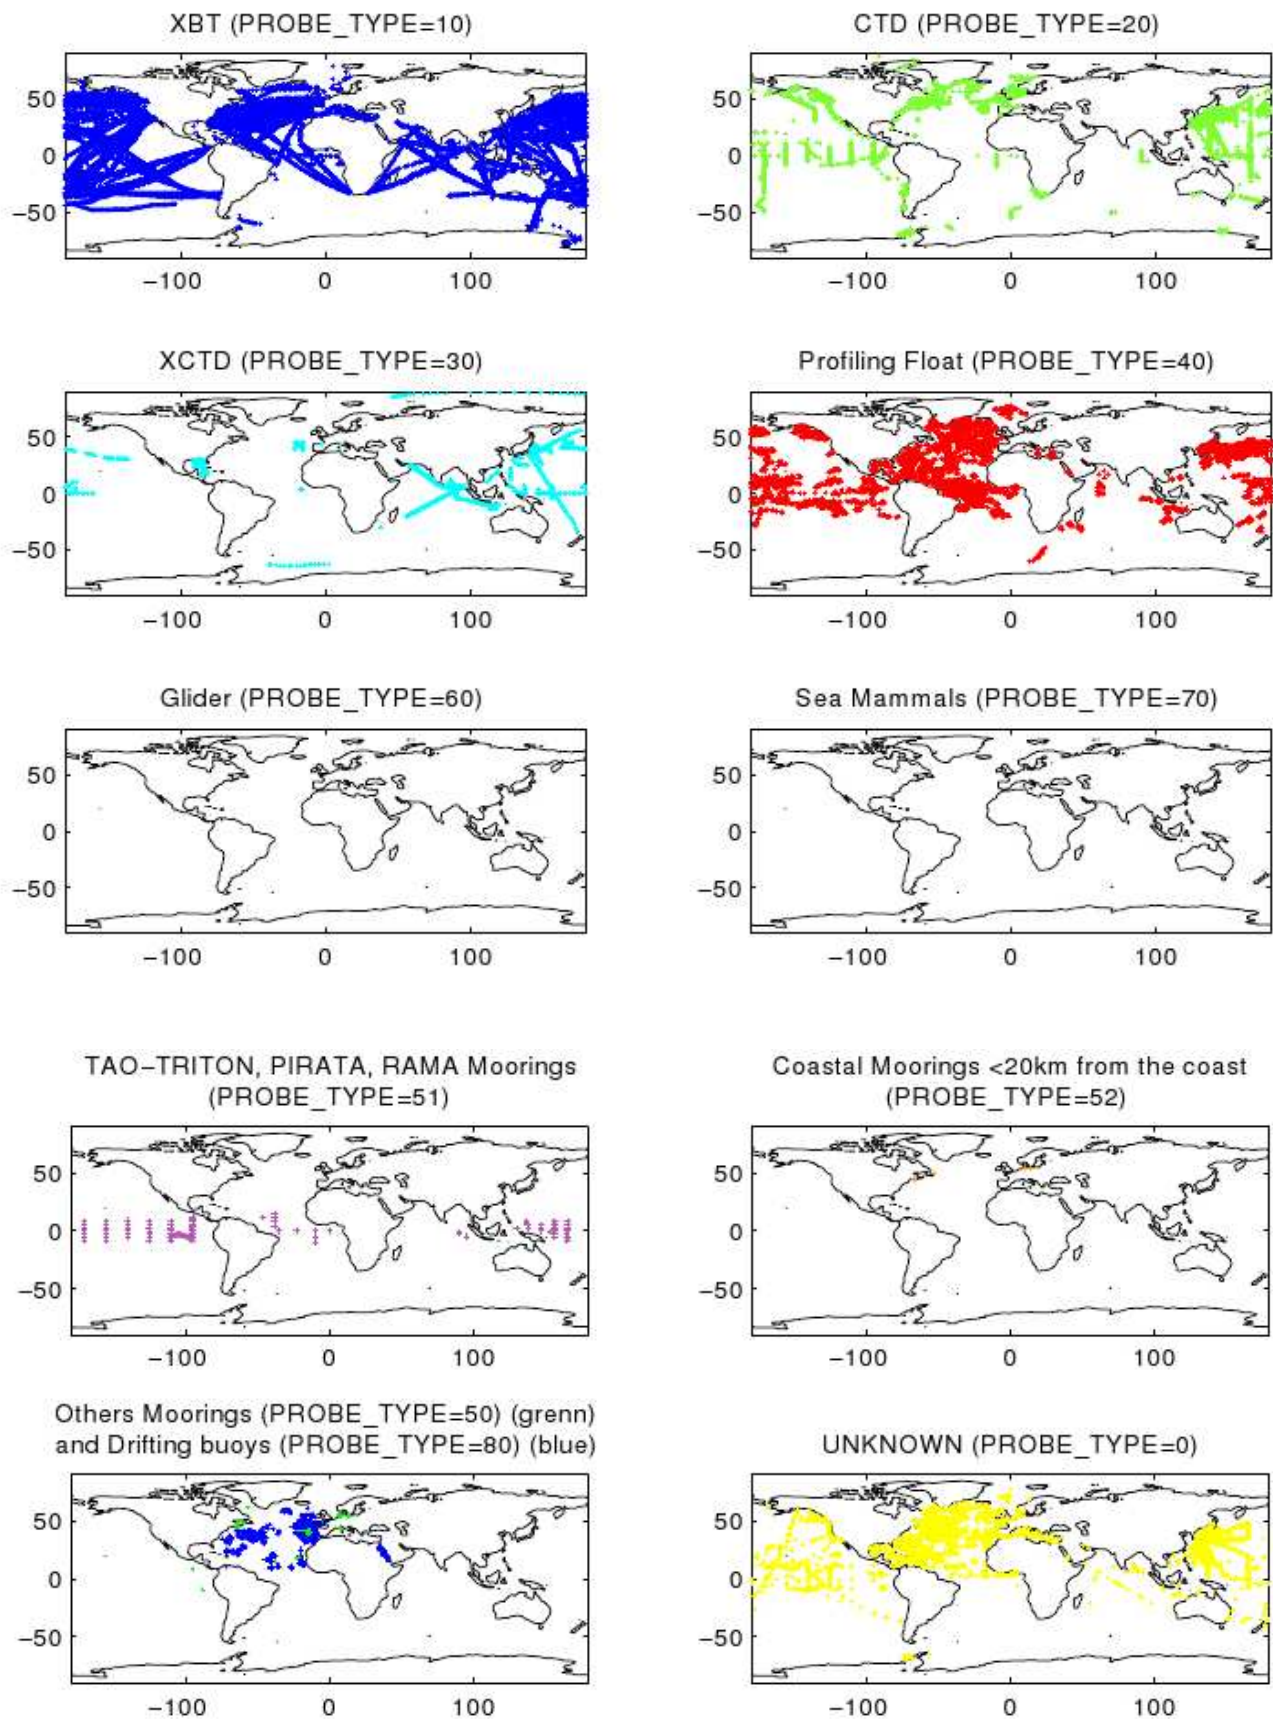 XBT (PROBE_TYPE=10)
50
0
−50
−100 0 100
CTD (PROBE_TYPE=20)
50
0
−50
−100 0 100
XCTD (PROBE_TYPE=30)
50
0
−50
−100 0 100
Profiling Float (PROBE_TYPE=40)
50
0
−50
−100 0 100
Glider (PROBE_TYPE=60)
50
0
−50
−100 0 100
Sea Mammals (PROBE_TYPE=70)
50
0
−50
−100 0 100
TAO−TRITON, PIRATA, RAMA Moorings
(PROBE_TYPE=51)
50
0
−50
−100 0 100
Coastal Moorings <20km from the coast
(PROBE_TYPE=52)
50
0
−50
−100 0 100
Others Moorings (PROBE_TYPE=50) (grenn)
and Drifting buoys (PROBE_TYPE=80) (blue)
50
0
−50
−100 0 100
UNKNOWN (PROBE_TYPE=0)
50
0
−50
−100 0 100